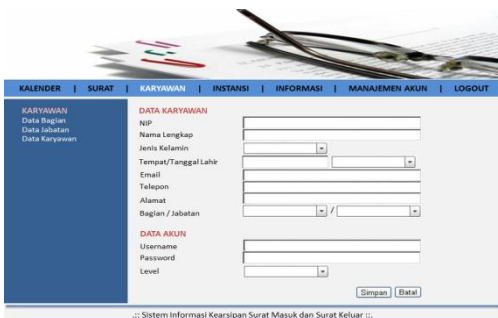 KALENDER | SURAT | KARYAWAN | INSTANSI | INFORMASI | MANAJEMEN AKUN | LOGOUT
KARYAWAN
Data Bagian
Data Jabatan
Data Karyawan
DATA KARYAWAN
NIP
Nama Lengkap
Jenis Kelamin
Tempat/Tanggal Lahir
Email
Telepon
Alamat
Bagian / Jabatan /
DATA AKUN
Username
Password
Level
Simpan Batal
.:: Sistem Informasi Kearsipan Surat Masuk dan Surat Keluar ::.